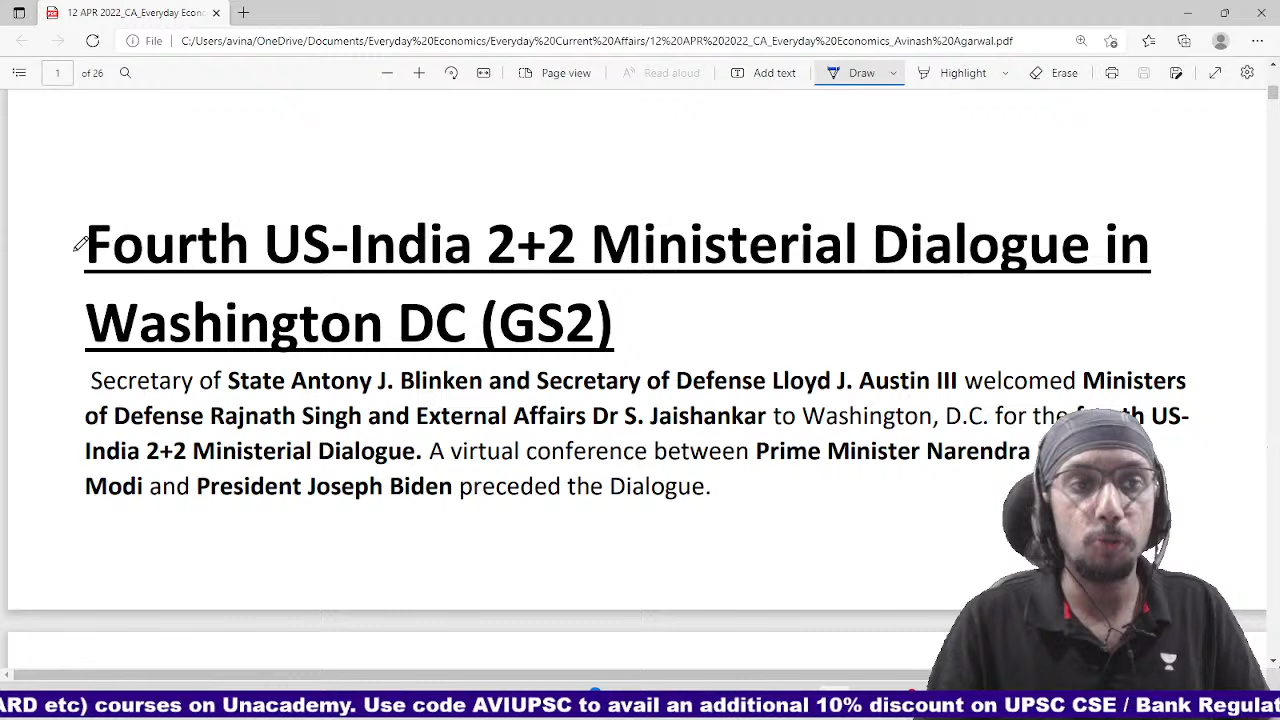 12 APR 2022_CA_Everyday Econ
File
C:/Users/avina/OneDrive/Documents/Everyday%20Economics/Everyday%20Current%20Affairs/12%20APR%202022_CA_Everyday%20Economics_Avinash%20Agarwal.pdf
1 of 26
Page view
Read aloud
Add text
Draw
Highlight
Erase
Fourth US-India 2+2 Ministerial Dialogue in
Washington DC (GS2)
Secretary of State Antony J. Blinken and Secretary of Defense Lloyd J. Austin III welcomed Ministers
of Defense Rajnath Singh and External Affairs Dr S. Jaishankar to Washington, D.C. for the fourth US-
India 2+2 Ministerial Dialogue. A virtual conference between Prime Minister Narendra
Modi and President Joseph Biden preceded the Dialogue.
ARD etc) courses on Unacademy. Use code AVIUPSC to avail an additional 10% discount on UPSC CSE / Bank Regulat